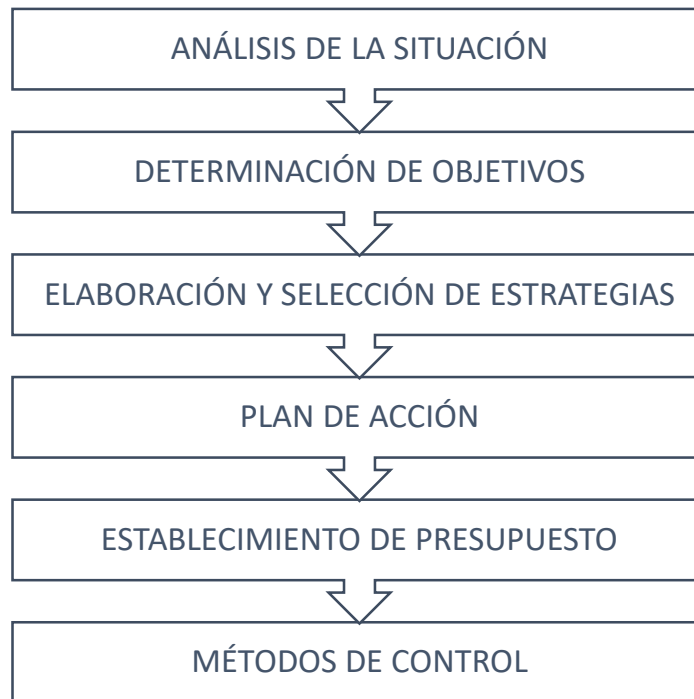 ANÁLISIS DE LA SITUACIÓN
DETERMINACIÓN DE OBJETIVOS
ELABORACIÓN Y SELECCIÓN DE ESTRATEGIAS
PLAN DE ACCIÓN
ESTABLECIMIENTO DE PRESUPUESTO
MÉTODOS DE CONTROL